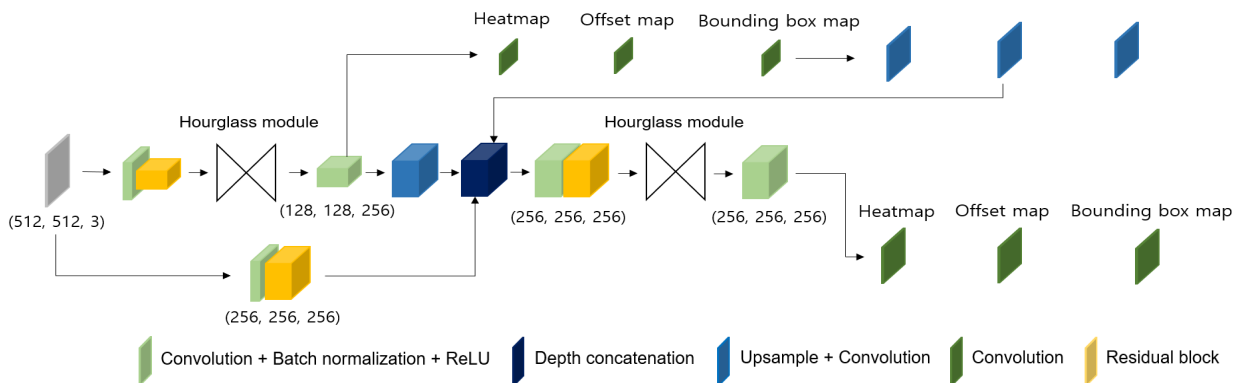 Heatmap Offset map Bounding box map
Hourglass module Hourglass module
(512, 512, 3) (128, 128, 256) (256, 256, 256) (256, 256, 256)
Heatmap Offset map Bounding box map
(256, 256, 256)
Convolution + Batch normalization + ReLU Depth concatenation Upsample + Convolution Convolution Residual block